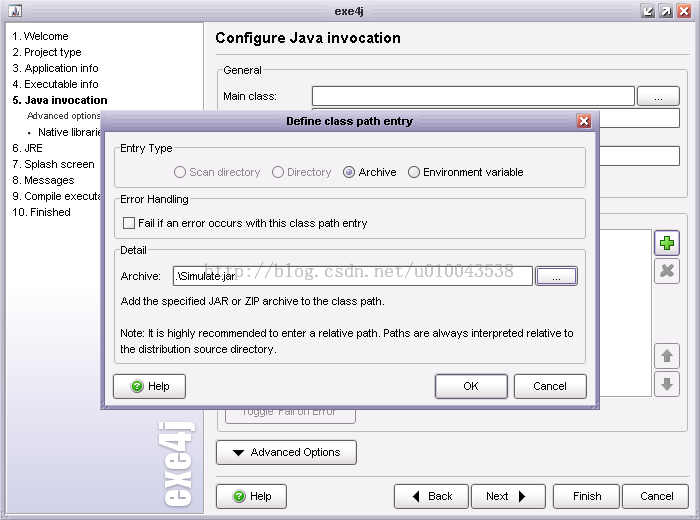 exe4j
1. Welcome
2. Project type
3. Application info
4. Executable info
5. Java invocation
Advanced options
• Native librarie
6. JRE
7. Splash screen
8. Messages
9. Compile executa
10. Finished
exe4j
Configure Java invocation
General
Main class:
...
Define class path entry
Entry Type
Scan directory
Directory
Archive
Environment variable
Error Handling
Fail if an error occurs with this class path entry
Detail
Archive:
.\Simulate.jar
...
http://blog.csdn.net/u010043538
Add the specified JAR or ZIP archive to the class path.
Note: It is highly recommended to enter a relative path. Paths are always interpreted relative to
the distribution source directory.
Help
OK
Cancel
Toggle 'Fail on Error'
Advanced Options
Help
Back
Next
Finish
Cancel